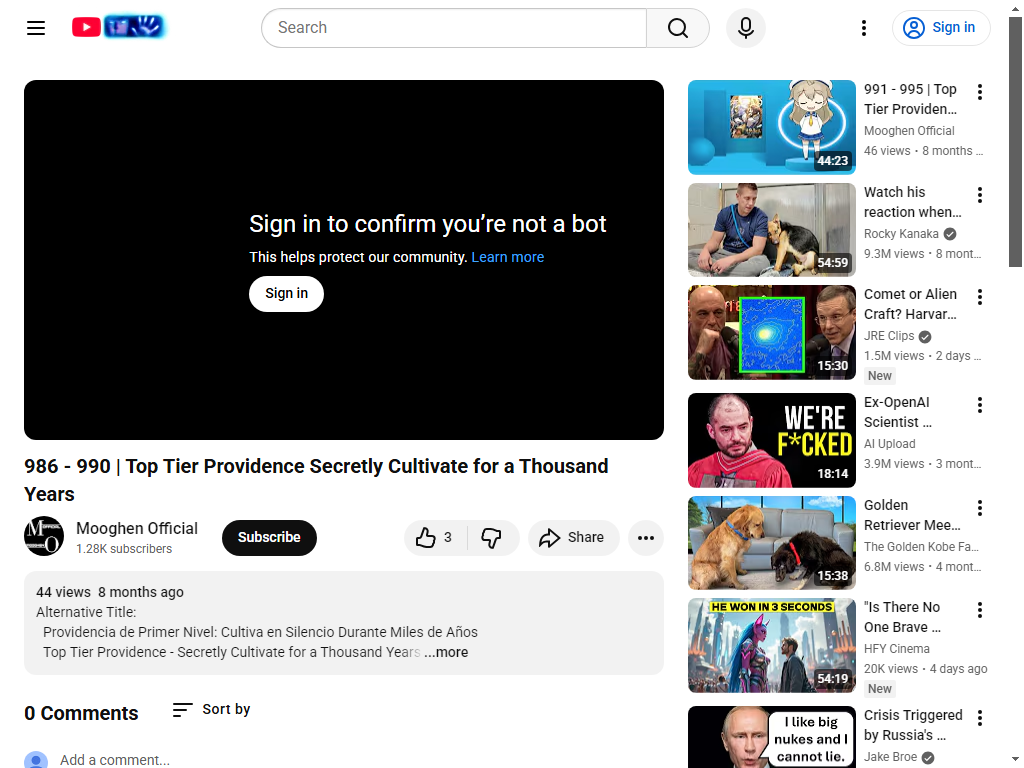 Search
Sign in
Sign in to confirm you’re not a bot
This helps protect our community. Learn more
Sign in
986 - 990 | Top Tier Providence Secretly Cultivate for a Thousand
Years
Mooghen Official
1.28K subscribers
Subscribe
3
Share
44 views 8 months ago
Alternative Title:
Providencia de Primer Nivel: Cultiva en Silencio Durante Miles de Años
Top Tier Providence - Secretly Cultivate for a Thousand Years ...more
0 Comments
Sort by
Add a comment...
44:23
991 - 995 | Top
Tier Providen...
Mooghen Official
46 views • 8 months ...
54:59
Watch his
reaction when...
Rocky Kanaka
9.3M views • 8 mont...
15:30
Comet or Alien
Craft? Harvar...
JRE Clips
1.5M views • 2 days ...
New
WE'RE
F*CKED
18:14
Ex-OpenAI
Scientist ...
AI Upload
3.9M views • 3 mont...
15:38
Golden
Retriever Mee...
The Golden Kobe Fa...
6.8M views • 4 mont...
HE WON IN 3 SECONDS
54:19
"Is There No
One Brave ...
HFY Cinema
20K views • 4 days ago
New
I like big
nukes and I
cannot lie.
Crisis Triggered
by Russia's ...
Jake Broe